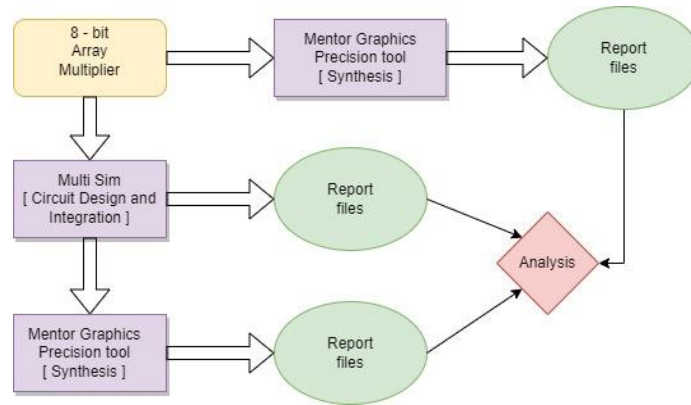 8 - bit
Array
Multiplier
Mentor Graphics
Precision tool
[ Synthesis ]
Report
files
Multi Sim
[ Circuit Design and
Integration ]
Report
files
Analysis
Mentor Graphics
Precision tool
[ Synthesis ]
Report
files